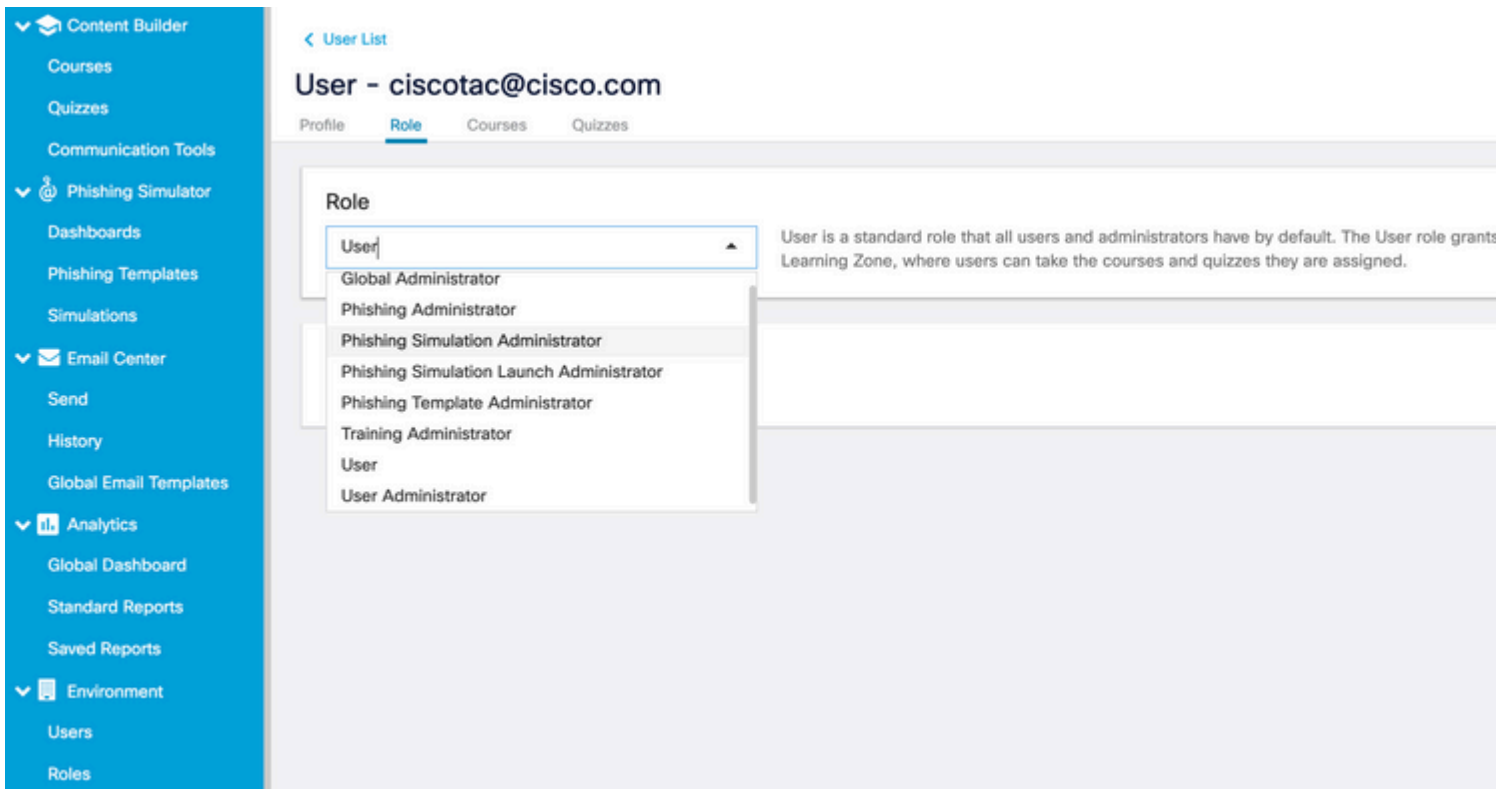 Content Builder
Courses
Quizzes
Communication Tools
Phishing Simulator
Dashboards
Phishing Templates
Simulations
Email Center
Send
History
Global Email Templates
Analytics
Global Dashboard
Standard Reports
Saved Reports
Environment
Users
Roles
User List
User - ciscotac@cisco.com
Profile Role Courses Quizzes
Role
User
User is a standard role that all users and administrators have by default. The User role grants
Learning Zone, where users can take the courses and quizzes they are assigned.
Global Administrator
Phishing Administrator
Phishing Simulation Administrator
Phishing Simulation Launch Administrator
Phishing Template Administrator
Training Administrator
User
User Administrator